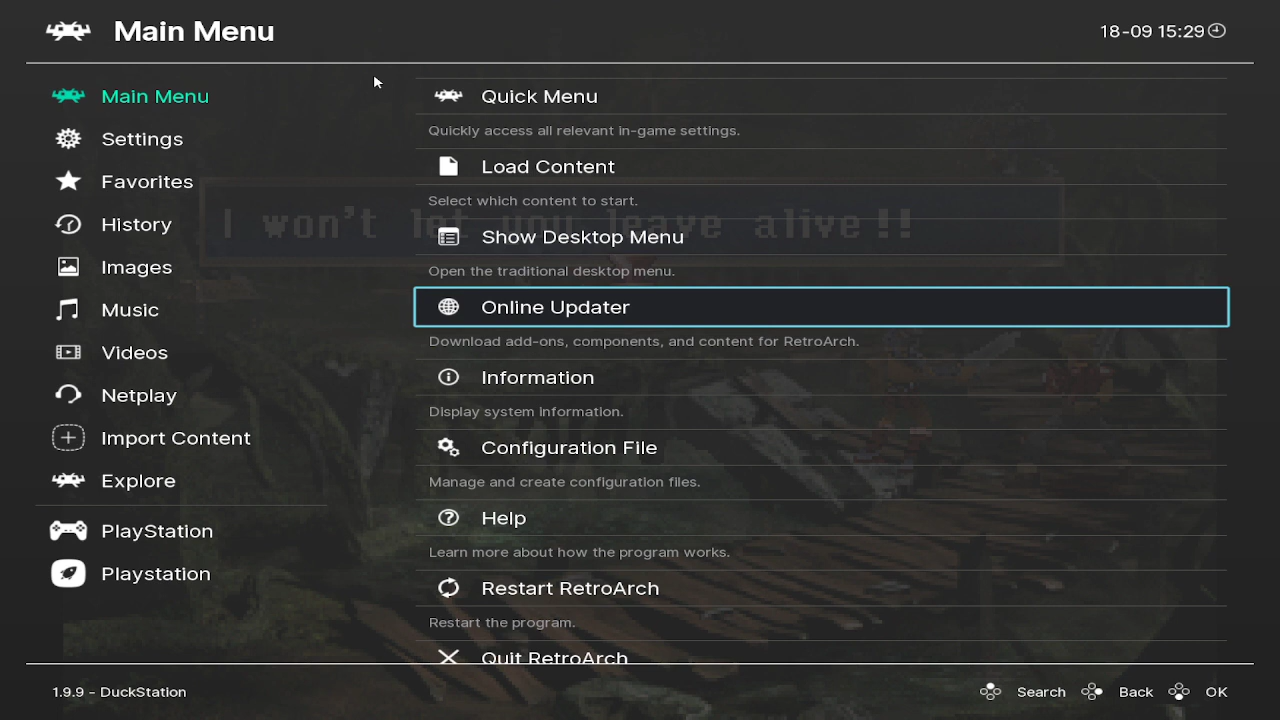 Main Menu
18-09 15:29
Main Menu
Settings
Favorites
History
Images
Music
Videos
Netplay
Import Content
Explore
PlayStation
Playstation
Quick Menu
Quickly access all relevant in-game settings.
Load Content
Select which content to start.
I won't let you leave alive!!
Show Desktop Menu
Open the traditional desktop menu.
Online Updater
Download add-ons, components, and content for RetroArch.
Information
Display system information.
Configuration File
Manage and create configuration files.
Help
Learn more about how the program works.
Restart RetroArch
Restart the program.
Quit RetroArch
1.9.9 - DuckStation
Search Back OK